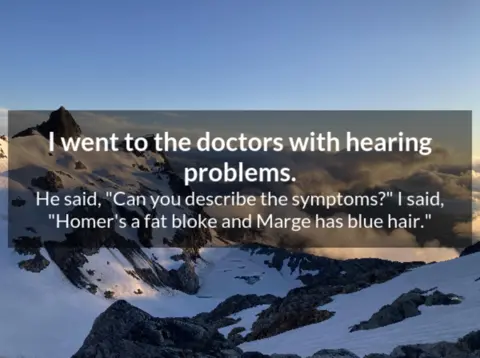 I went to the doctors with hearing
problems.
He said, "Can you describe the symptoms?" I said,
"Homer's a fat bloke and Marge has blue hair."